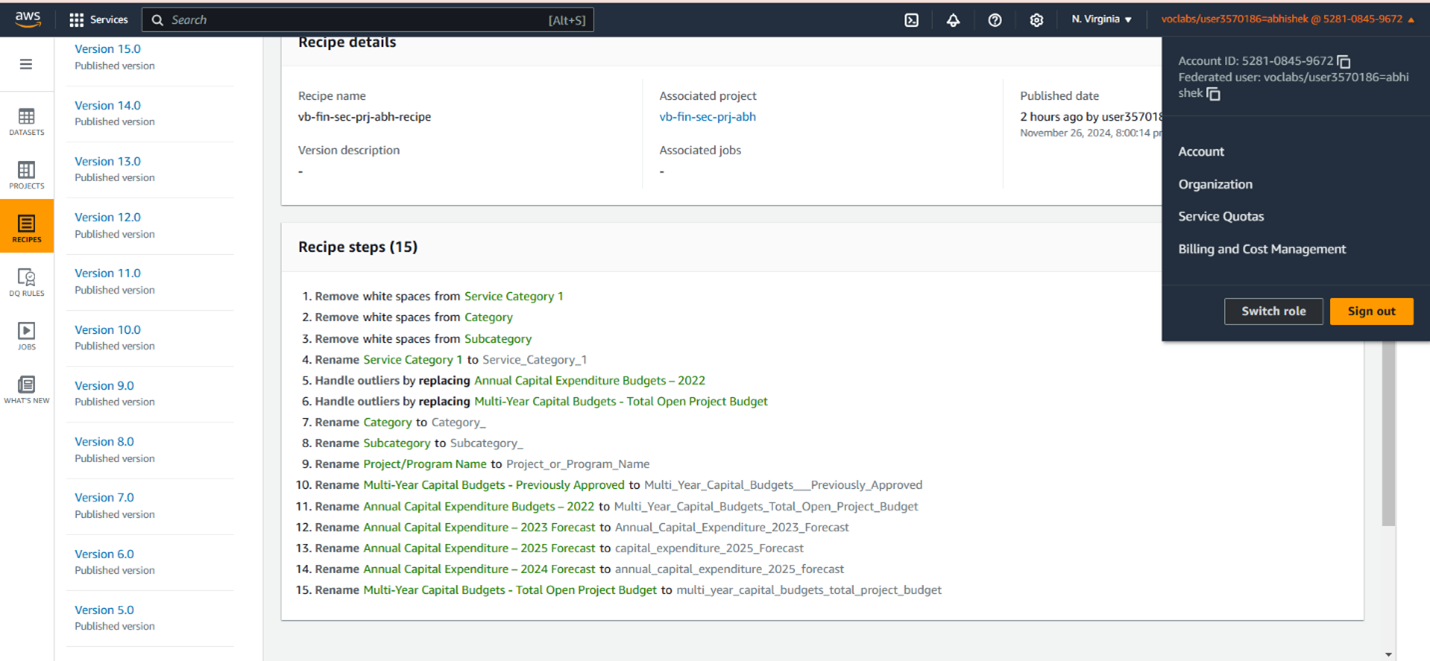 aws
Services
Search
[Alt+S]
N. Virginia
voclabs/user3570186=abhishek @ 5281-0845-9672
DATASETS
PROJECTS
RECIPES
DQ RULES
JOBS
WHAT'S NEW
Version 15.0
Published version
Version 14.0
Published version
Version 13.0
Published version
Version 12.0
Published version
Version 11.0
Published version
Version 10.0
Published version
Version 9.0
Published version
Version 8.0
Published version
Version 7.0
Published version
Version 6.0
Published version
Version 5.0
Published version
Recipe details
Recipe name
vb-fin-sec-prj-abh-recipe
Version description
-
Associated project
vb-fin-sec-prj-abh
Associated jobs
-
Published date
2 hours ago by user357018
November 26, 2024, 8:00:14 pm
Recipe steps (15)
1. Remove white spaces from Service Category 1
2. Remove white spaces from Category
3. Remove white spaces from Subcategory
4. Rename Service Category 1 to Service_Category_1
5. Handle outliers by replacing Annual Capital Expenditure Budgets – 2022
6. Handle outliers by replacing Multi-Year Capital Budgets - Total Open Project Budget
7. Rename Category to Category_
8. Rename Subcategory to Subcategory_
9. Rename Project/Program Name to Project_or_Program_Name
10. Rename Multi-Year Capital Budgets - Previously Approved to Multi_Year_Capital_Budgets___Previously_Approved
11. Rename Annual Capital Expenditure Budgets – 2022 to Multi_Year_Capital_Budgets_Total_Open_Project_Budget
12. Rename Annual Capital Expenditure – 2023 Forecast to Annual_Capital_Expenditure_2023_Forecast
13. Rename Annual Capital Expenditure – 2025 Forecast to capital_expenditure_2025_Forecast
14. Rename Annual Capital Expenditure – 2024 Forecast to annual_capital_expenditure_2025_forecast
15. Rename Multi-Year Capital Budgets - Total Open Project Budget to multi_year_capital_budgets_total_project_budget
Account ID: 5281-0845-9672
Federated user: voclabs/user3570186=abhi
shek
Account
Organization
Service Quotas
Billing and Cost Management
Switch role
Sign out